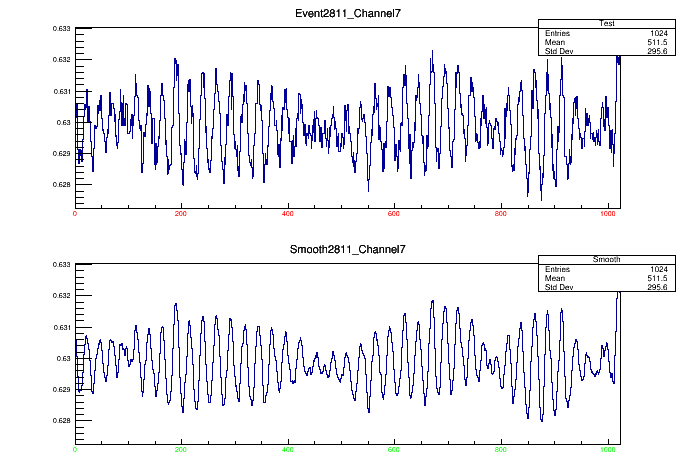 Event2811_Channel7
Test
Entries 1024
Mean 511.5
Std Dev 295.6
0.633
0.632
0.631
0.63
0.629
0.628
0 200 400 600 800 1000
Smooth2811_Channel7
Smooth
Entries 1024
Mean 511.5
Std Dev 295.6
0.633
0.632
0.631
0.63
0.629
0.628
0 200 400 600 800 1000